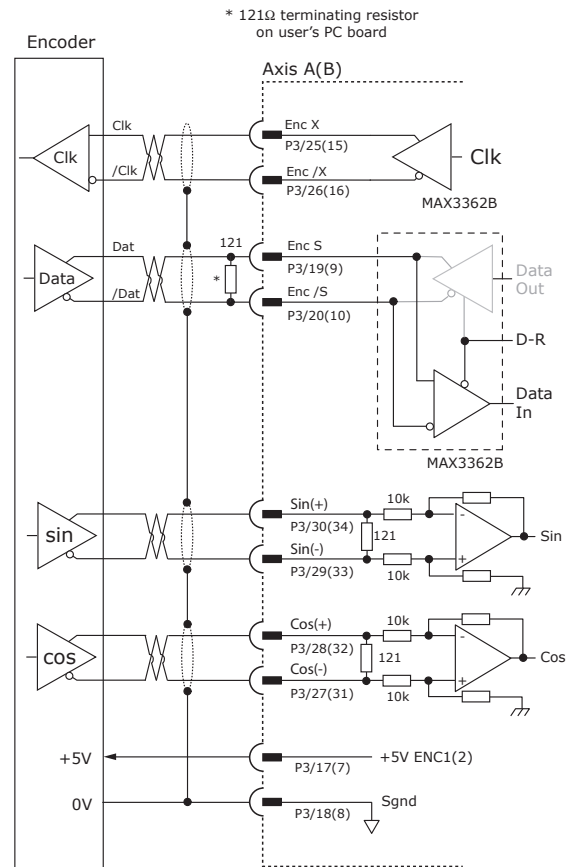 * 121Ω terminating resistor
on user's PC board
Encoder
Axis A(B)
Clk
Enc X
P3/25(15)
Clk
Clk
/Clk
Enc /X
P3/26(16)
MAX3362B
Dat
121
Enc S
P3/19(9)
Data
*
Data
Out
/Dat
Enc /S
P3/20(10)
D-R
Data
In
MAX3362B
Sin(+)
10k
P3/30(34)
-
sin
121
Sin
Sin(-)
+
P3/29(33)
10k
Cos(+)
10k
P3/28(32)
-
cos
121
Cos
Cos(-)
+
P3/27(31)
10k
+5V
+5V ENC1(2)
P3/17(7)
0V
Sgnd
P3/18(8)